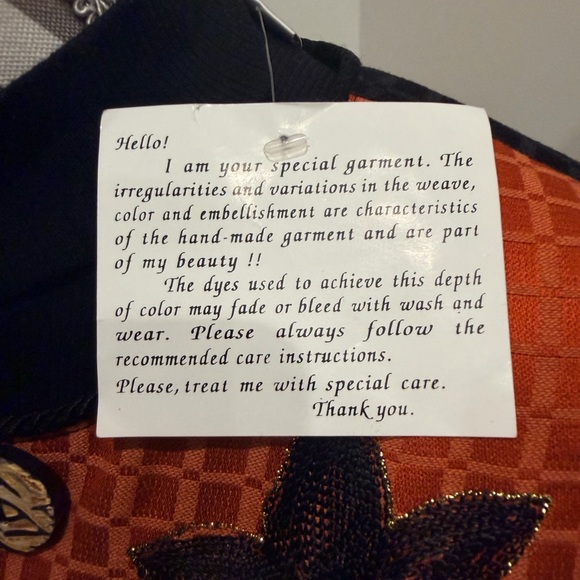 Hello!
I am your special garment. The
irregularities and variations in the weave,
color and embellishment are characteristics
of the hand-made garment and are part
of my beauty !!
The dyes used to achieve this depth
of color may fade or bleed with wash and
wear. Please always follow the
recommended care instructions.
Please, treat me with special care.
Thank you.